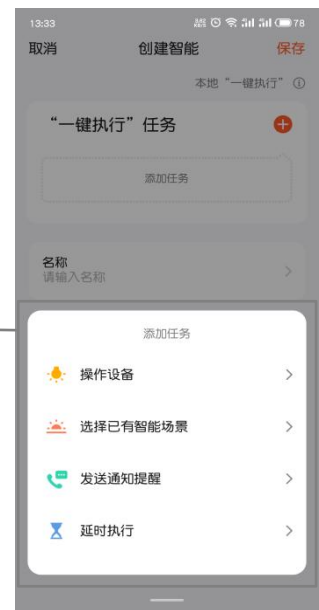 13:33
78
取消
创建智能
保存
本地“一键执行”
“一键执行”任务
添加任务
名称
请输入名称
添加任务
操作设备
选择已有智能场景
发送通知提醒
延时执行